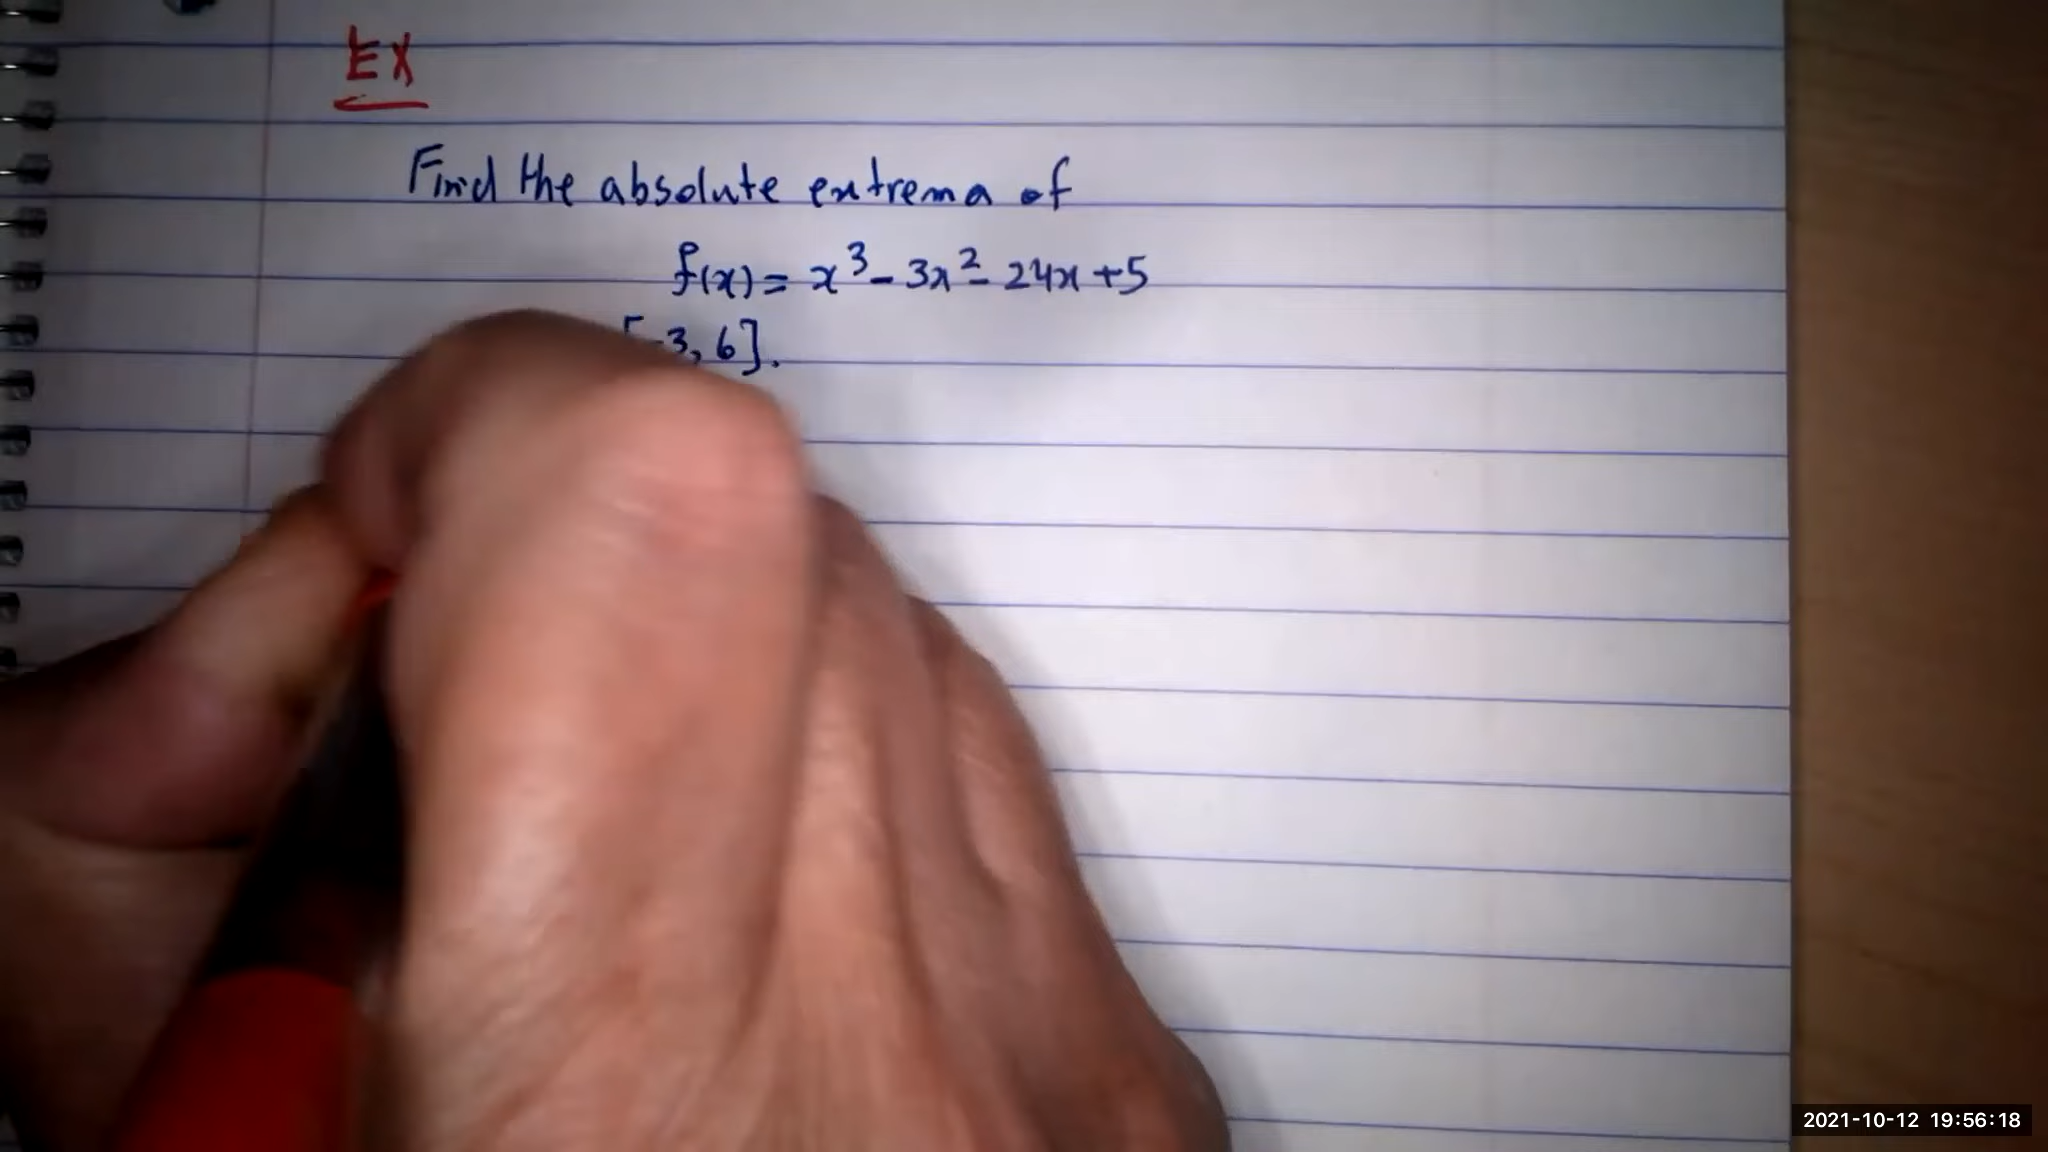 EX
Find the absolute extrema of
f(x) = x³ - 3x² - 24x + 5
[-3, 6].
2021-10-12 19:56:18